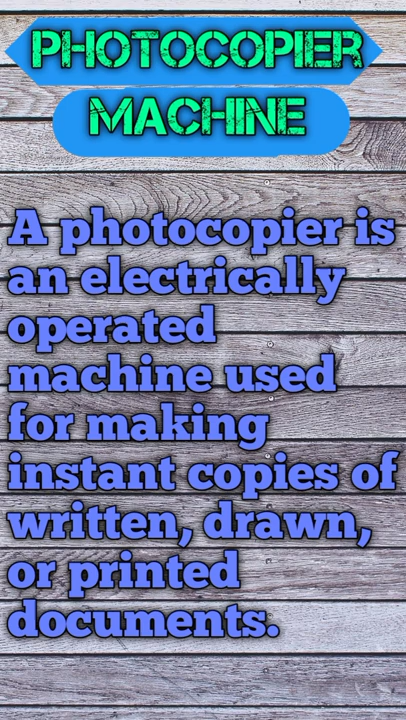 PHOTOCOPIER
MACHINE
A photocopier is
an electrically
operated
machine used
for making
instant copies of
written, drawn,
or printed
documents.